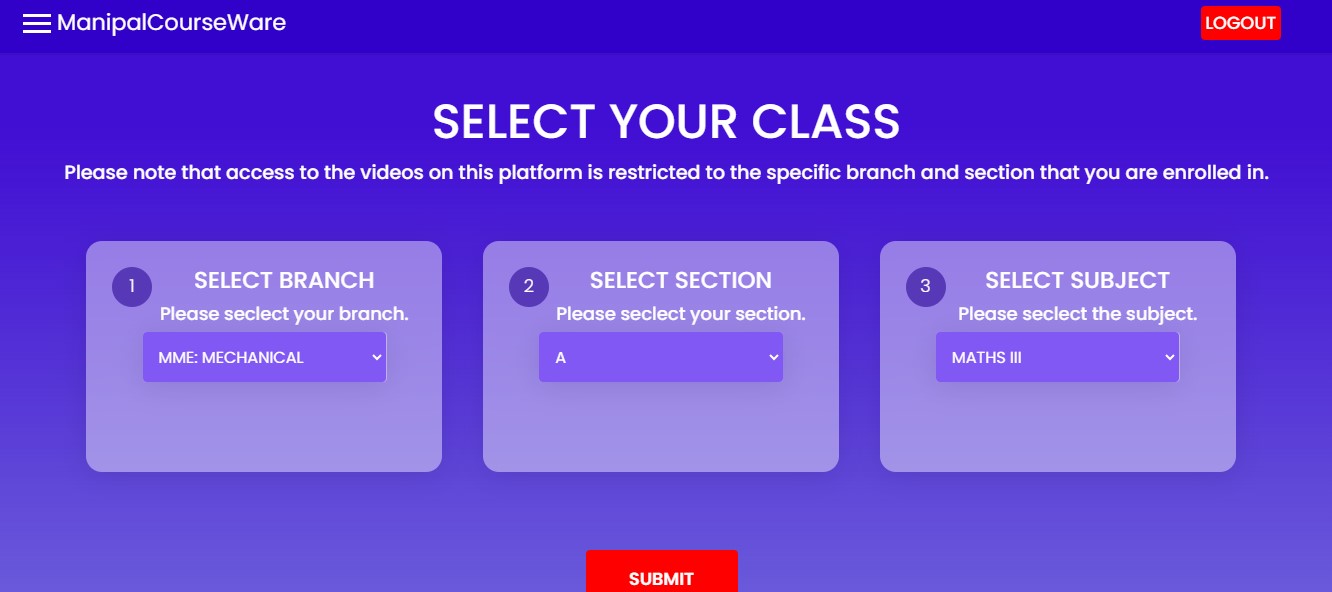 ManipalCourseWare
LOGOUT
SELECT YOUR CLASS
Please note that access to the videos on this platform is restricted to the specific branch and section that you are enrolled in.
1
SELECT BRANCH
Please seclect your branch.
MME: MECHANICAL
2
SELECT SECTION
Please seclect your section.
A
3
SELECT SUBJECT
Please seclect the subject.
MATHS III
SUBMIT